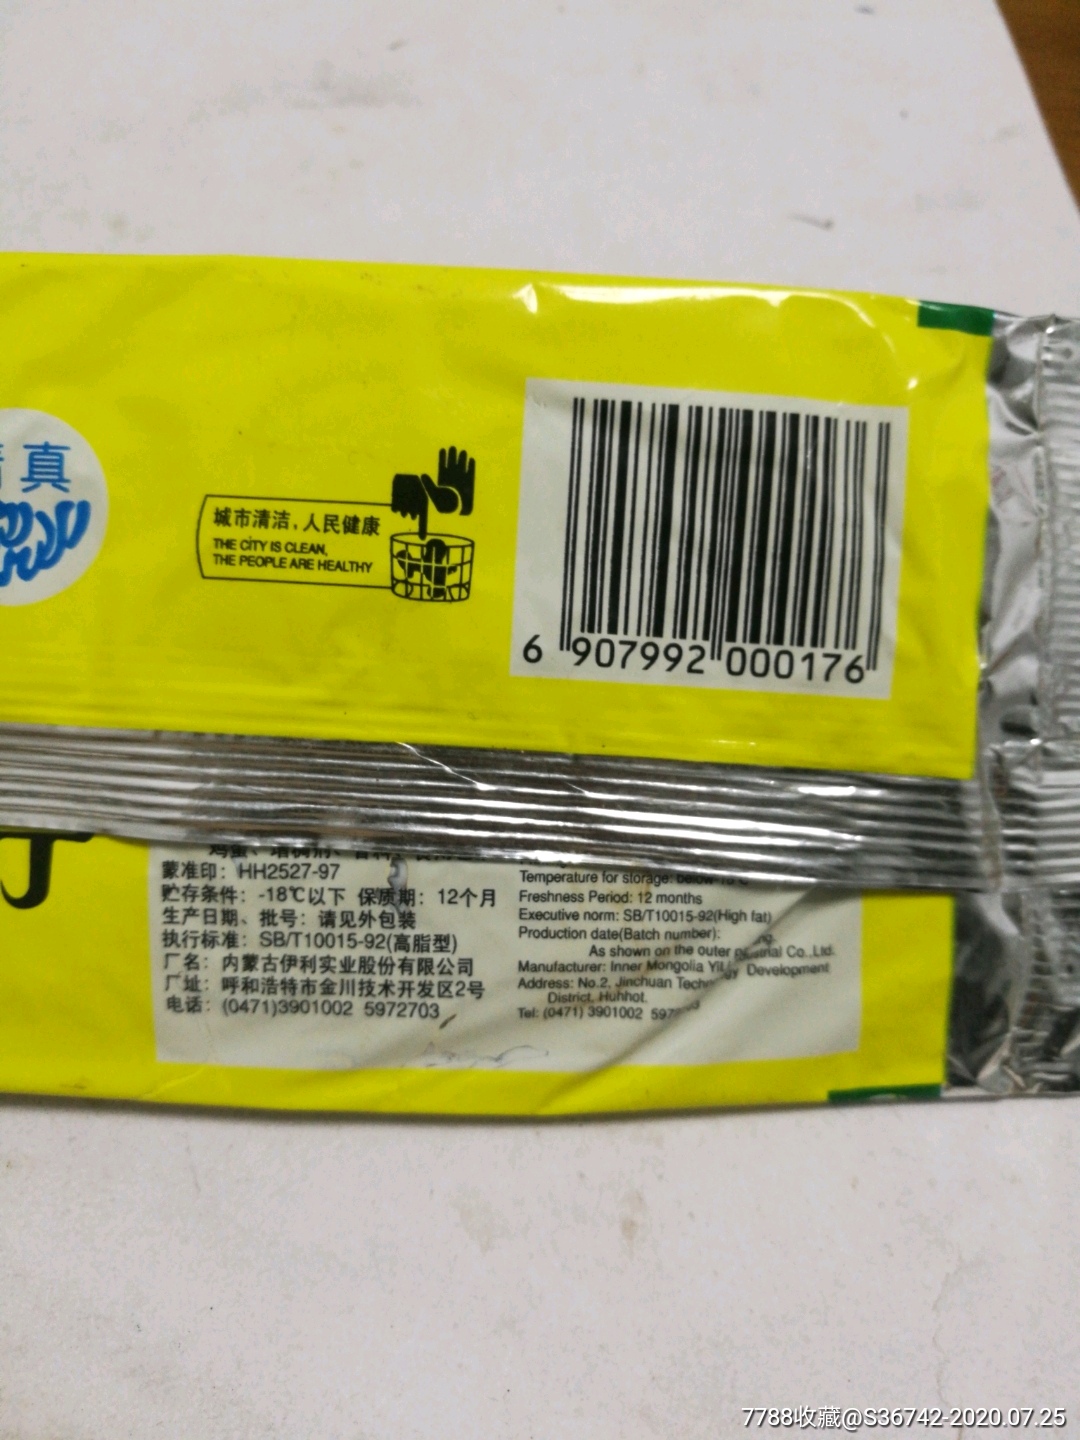 真
城市清洁，人民健康
THE CITY IS CLEAN,
THE PEOPLE ARE HEALTHY
6 907992 000176
蒙准印：HH2527-97
贮存条件：-18℃以下 保质期：12个月
生产日期、批号：请见外包装
执行标准：SB/T10015-92(高脂型)
厂名：内蒙古伊利实业股份有限公司
厂址：呼和浩特市金川技术开发区2号
电话：(0471)3901002 5972703
Temperature for storage: below-18℃
Freshness Period: 12 months
Executive norm: SB/T10015-92(High fat)
Production date(Batch number):
As shown on the outer
Manufacturer: Inner Mongolia Yili Co.,Ltd.
Address: No.2, Jinchuan Development
District, Huhhot.
Tel: (0471) 3901002
7788收藏@S36742-2020.07.25